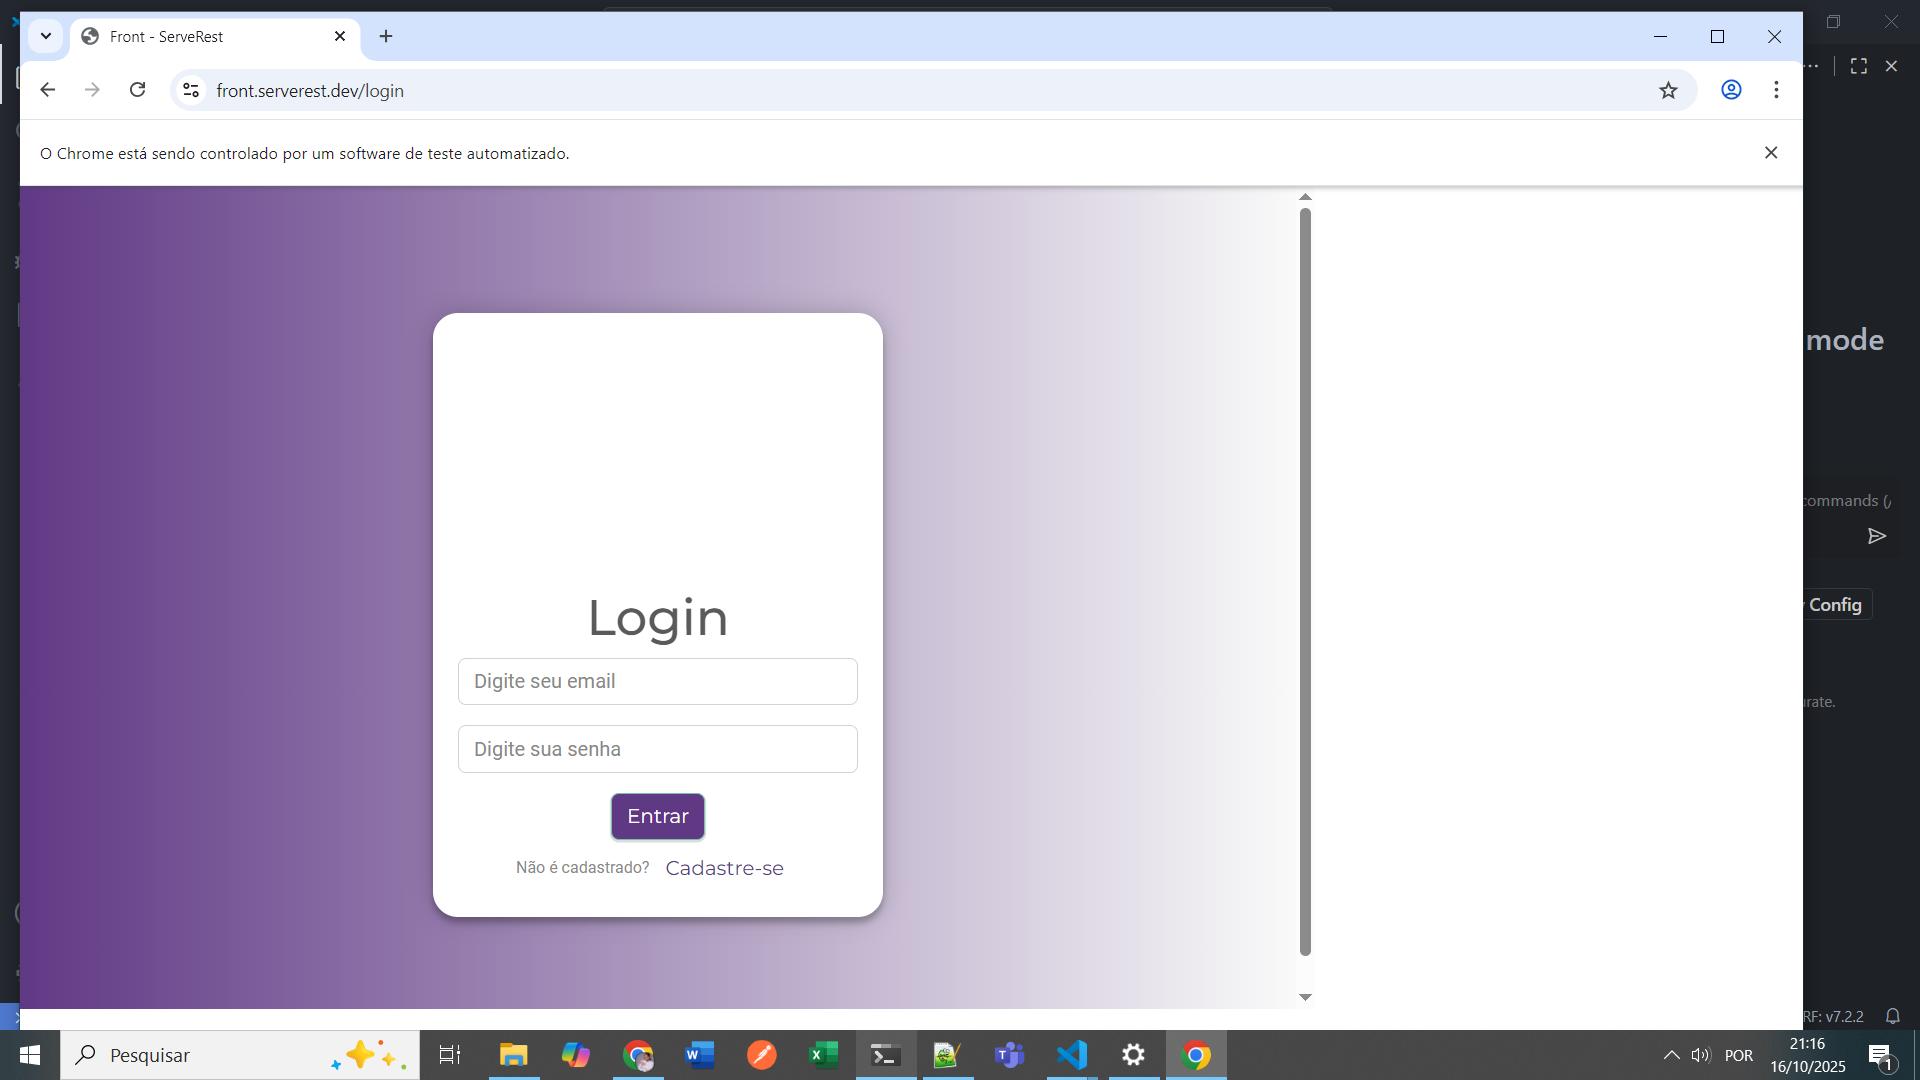 Front - ServeRest
front.serverest.dev/login
O Chrome está sendo controlado por um software de teste automatizado.
mode
commands (/
Config
Login
Digite seu email
Digite sua senha
Entrar
Não é cadastrado? Cadastre-se
RF: v7.2.2
Pesquisar
POR
21:16
16/10/2025
1